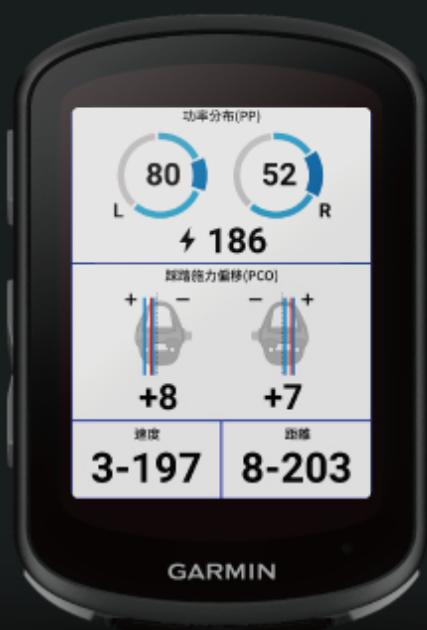 功率分布(PP)
80 52
L R
186
踩踏施力偏移(PCO)
+ − − +
+8 +7
速度 距離
3-197 8-203
GARMIN